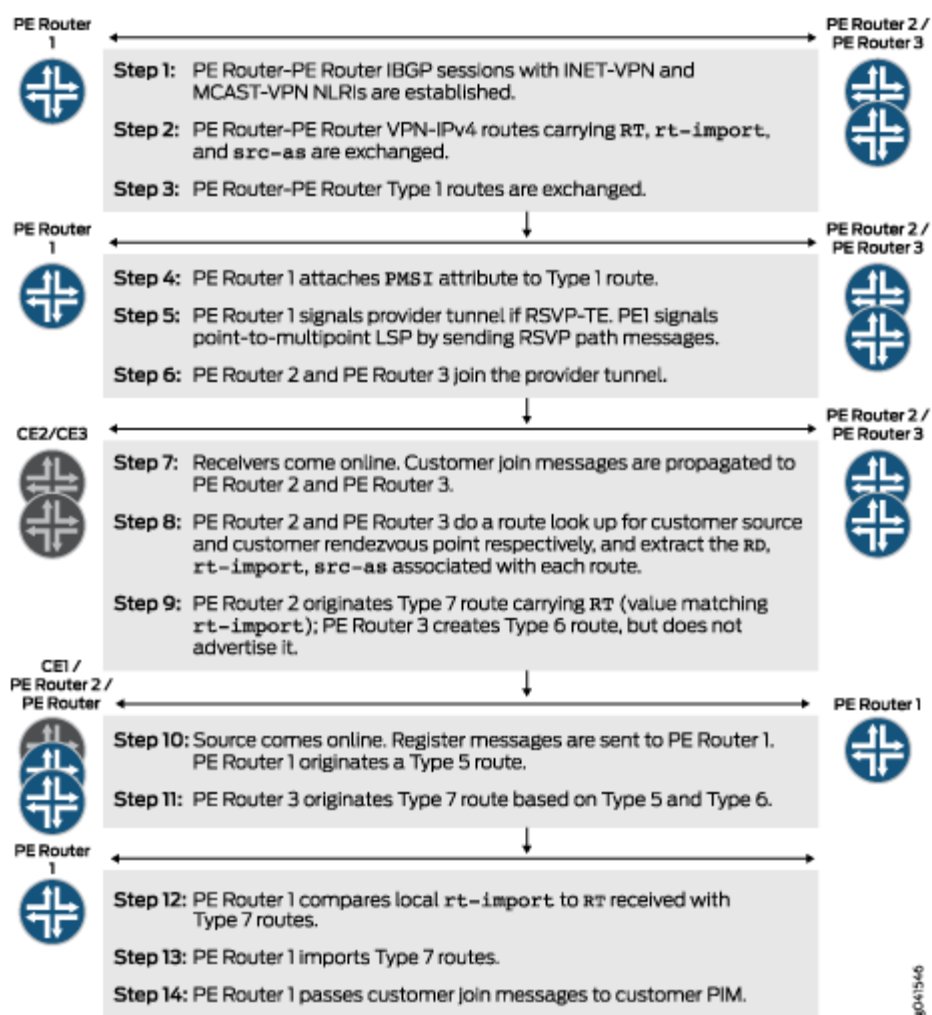 PE Router
1
PE Router 2 /
PE Router 3
Step 1: PE Router-PE Router IBGP sessions with INET-VPN and
MCAST-VPN NLRIs are established.
Step 2: PE Router-PE Router VPN-IPv4 routes carrying RT, rt-import,
and src-as are exchanged.
Step 3: PE Router-PE Router Type 1 routes are exchanged.
PE Router
1
PE Router 2 /
PE Router 3
Step 4: PE Router 1 attaches PMSI attribute to Type 1 route.
Step 5: PE Router 1 signals provider tunnel if RSVP-TE. PE1 signals
point-to-multipoint LSP by sending RSVP path messages.
Step 6: PE Router 2 and PE Router 3 join the provider tunnel.
CE2/CE3
PE Router 2 /
PE Router 3
Step 7: Receivers come online. Customer join messages are propagated to
PE Router 2 and PE Router 3.
Step 8: PE Router 2 and PE Router 3 do a route look up for customer source
and customer rendezvous point respectively, and extract the RD,
rt-import, src-as associated with each route.
Step 9: PE Router 2 originates Type 7 route carrying RT (value matching
rt-import); PE Router 3 creates Type 6 route, but does not
advertise it.
CE1 /
PE Router 2 /
PE Router
PE Router 1
Step 10: Source comes online. Register messages are sent to PE Router 1.
PE Router 1 originates a Type 5 route.
Step 11: PE Router 3 originates Type 7 route based on Type 5 and Type 6.
PE Router
1
Step 12: PE Router 1 compares local rt-import to RT received with
Type 7 routes.
Step 13: PE Router 1 imports Type 7 routes.
Step 14: PE Router 1 passes customer join messages to customer PIM.
g041546